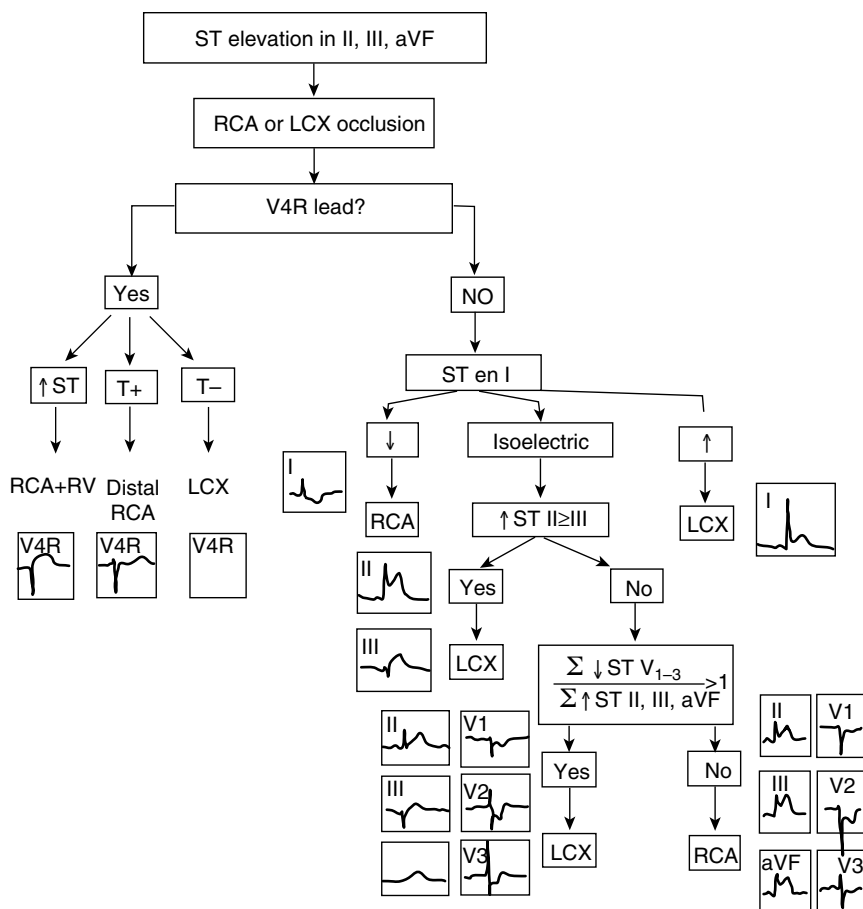 ST elevation in II, III, aVF
RCA or LCX occlusion
V4R lead?
Yes
NO
↑ ST
T+
T–
ST en I
↓
Isoelectric
↑
RCA+RV
Distal
RCA
LCX
I
RCA
↑ ST II≥III
LCX
I
V4R
V4R
V4R
II
Yes
No
III
LCX
Σ ↓ ST V1–3
Σ ↑ ST II, III, aVF
>1
II
V1
Yes
No
II
V1
III
V2
III
V2
V3
LCX
RCA
aVF
V3